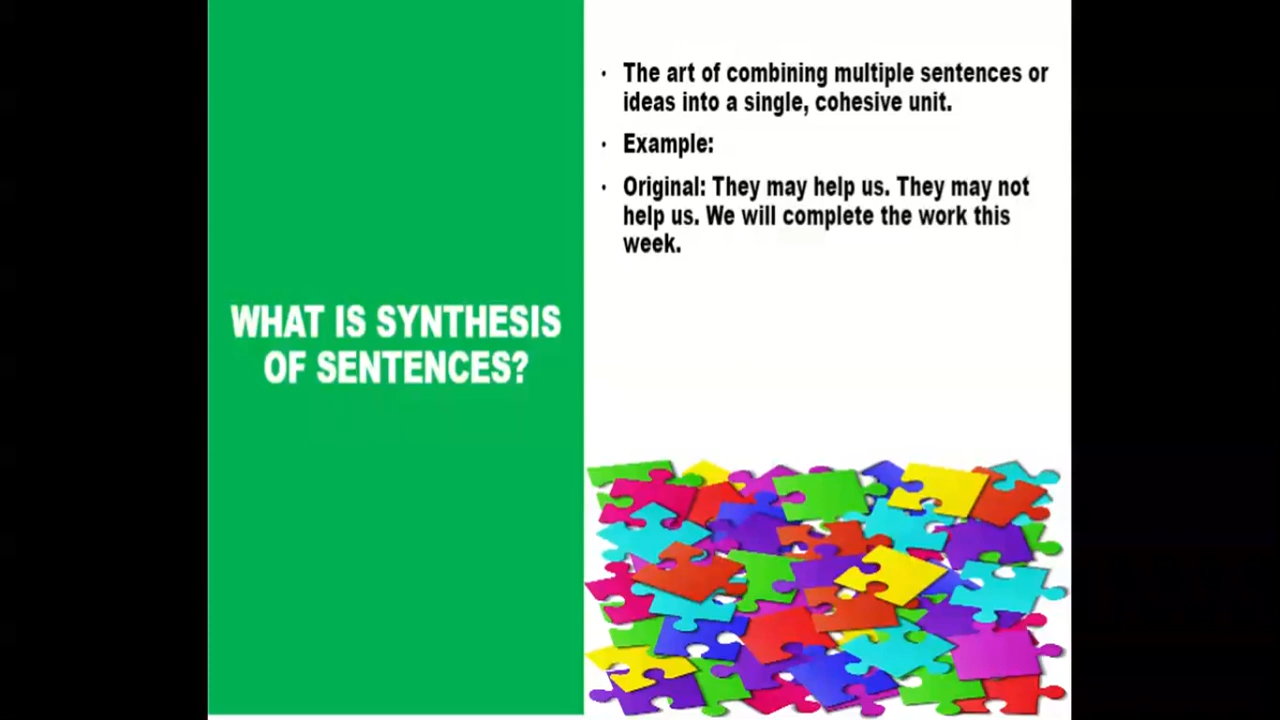 WHAT IS SYNTHESIS
OF SENTENCES?
• The art of combining multiple sentences or
ideas into a single, cohesive unit.
• Example:
• Original: They may help us. They may not
help us. We will complete the work this
week.